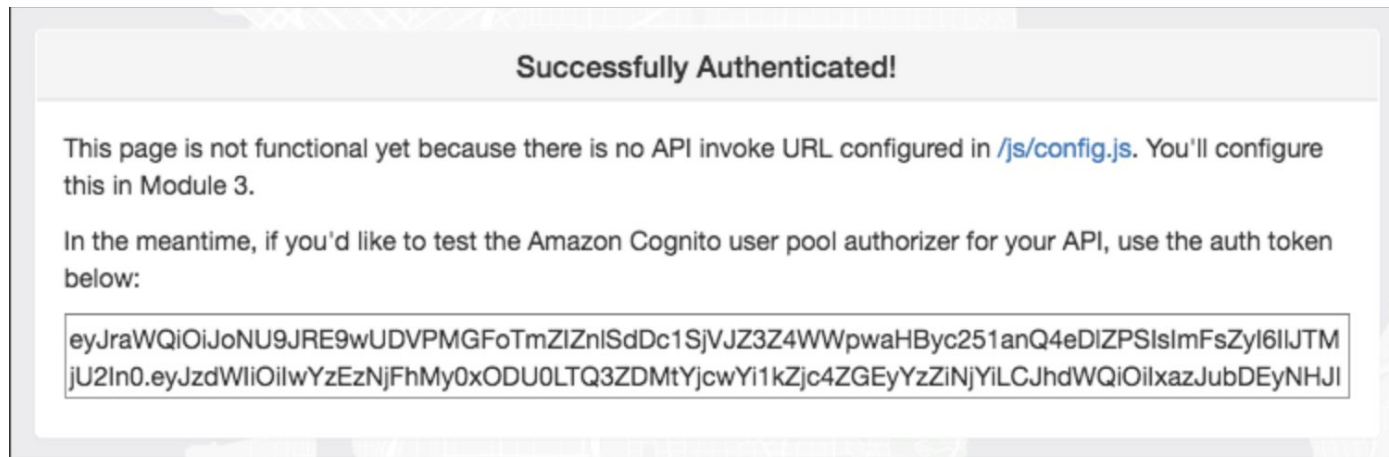 Successfully Authenticated!
This page is not functional yet because there is no API invoke URL configured in /js/config.js. You'll configure
this in Module 3.
In the meantime, if you'd like to test the Amazon Cognito user pool authorizer for your API, use the auth token
below:
eyJraWQiOiJoNU9JRE9wUDVPMGFoTmZIZnlSdDc1SjVJZ3Z4WWpwaHByc251anQ4eDlZPSIsImFsZyI6IlJTM
jU2In0.eyJzdWIiOiIwYzEzNjFhMy0xODU0LTQ3ZDMtYjcwYi1kZjc4ZGEyYzZiNjYiLCJhdWQiOiIxazJubDEyNHJl